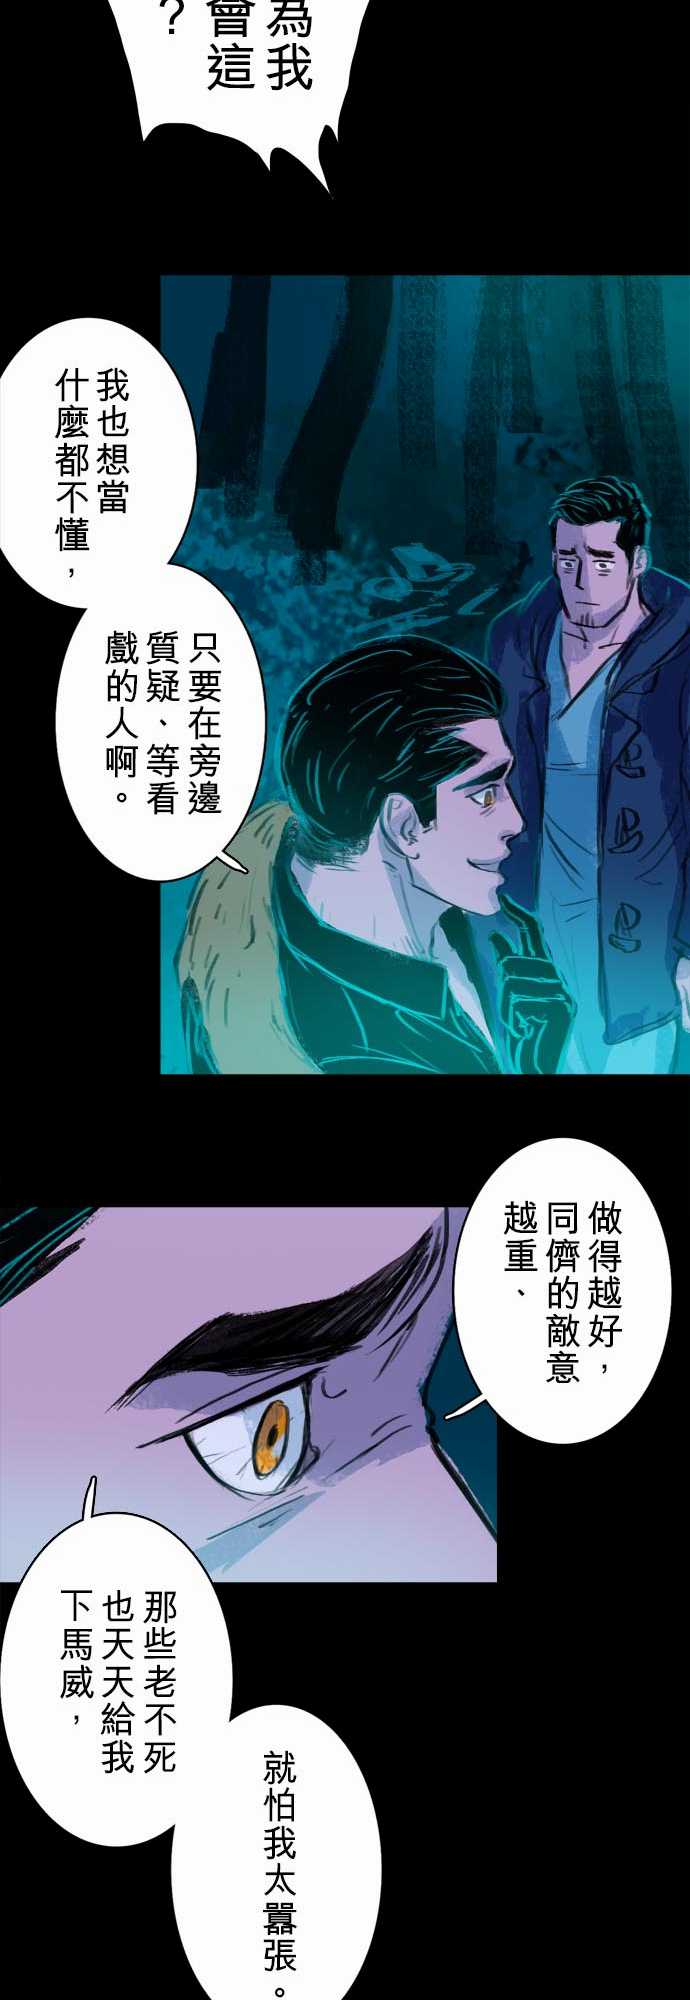 為我
會這
？
我也想當
什麼都不懂，
只要在旁邊
質疑、等看
戲的人啊。
做得越好，
同儕的敵意
越重、
那些老不死
也天天給我
下馬威，
就怕我太囂張。